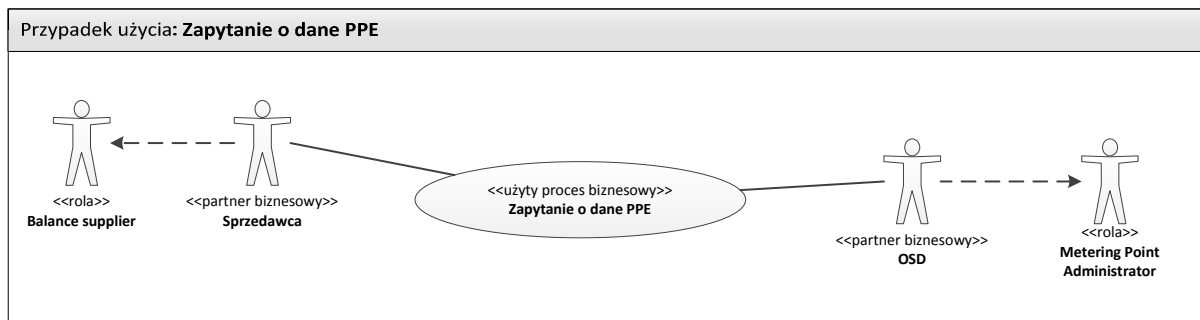 Przypadek użycia: Zapytanie o dane PPE
<<rola>>
Balance supplier
<<partner biznesowy>>
Sprzedawca
<<użyty proces biznesowy>>
Zapytanie o dane PPE
<<partner biznesowy>>
OSD
<<rola>>
Metering Point
Administrator